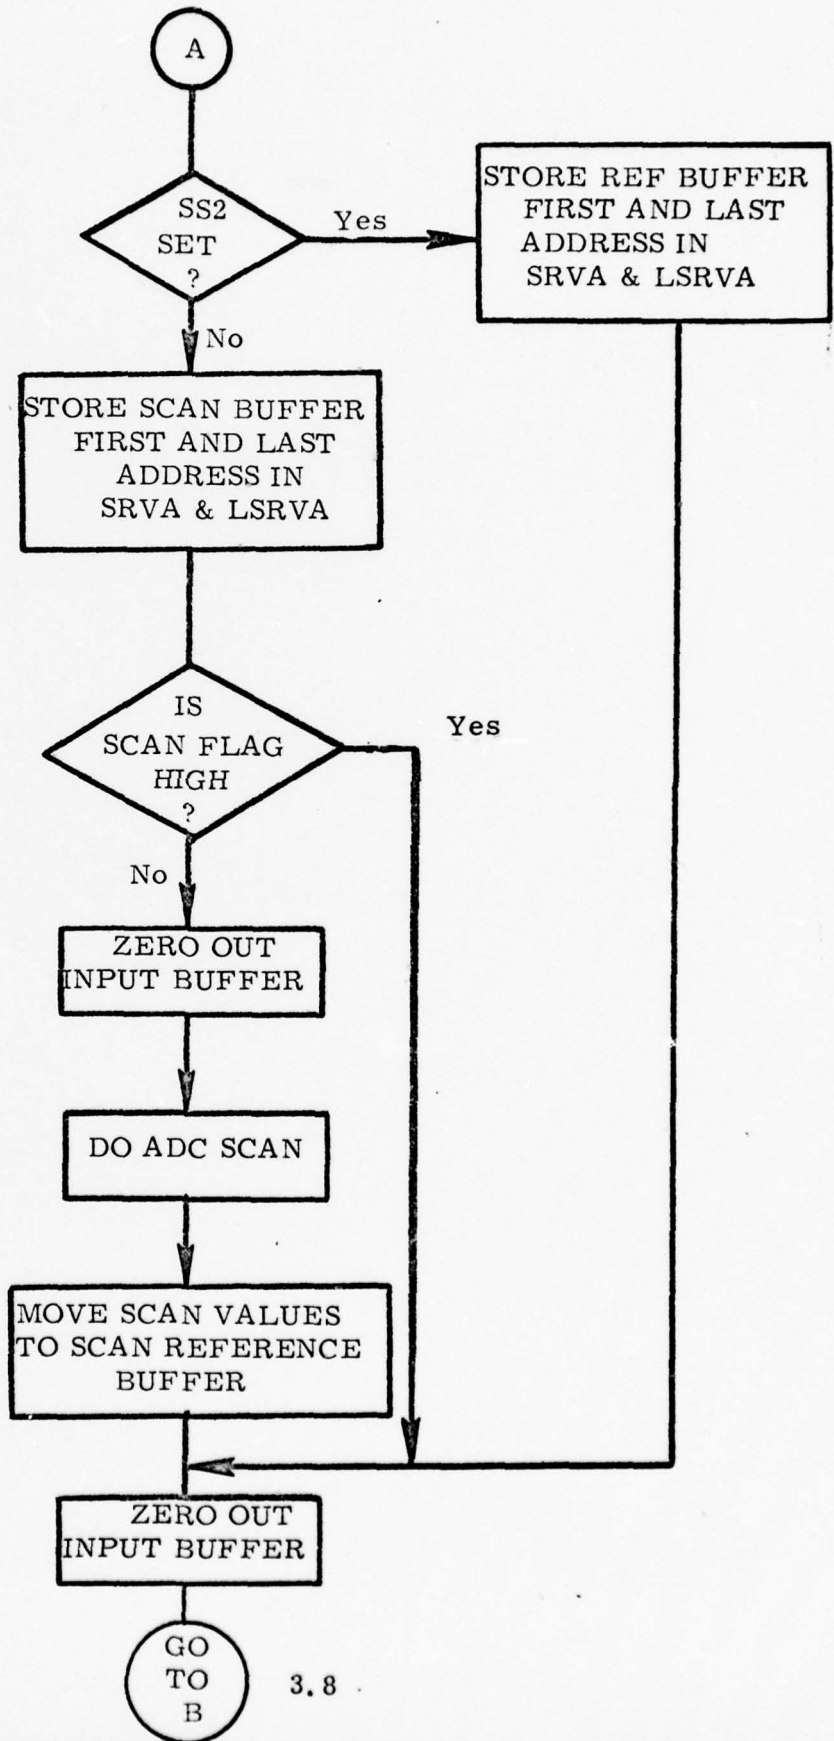 A
SS2
SET
?
Yes
STORE REF BUFFER
FIRST AND LAST
ADDRESS IN
SRVA & LSRVA
No
STORE SCAN BUFFER
FIRST AND LAST
ADDRESS IN
SRVA & LSRVA
IS
SCAN FLAG
HIGH
?
Yes
No
ZERO OUT
INPUT BUFFER
DO ADC SCAN
MOVE SCAN VALUES
TO SCAN REFERENCE
BUFFER
ZERO OUT
INPUT BUFFER
GO
TO
B
3.8